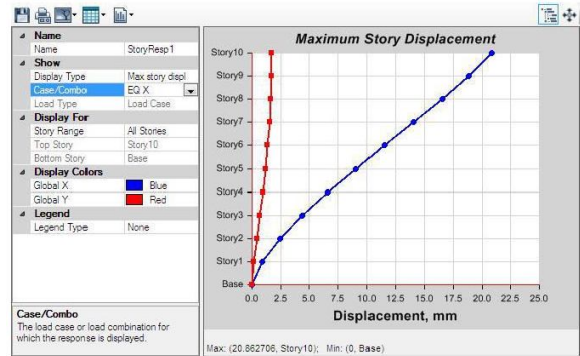 Name
Name StoryResp1
Show
Display Type Max story displ
Case/Combo EQ X
Load Type Load Case
Display For
Story Range All Stories
Top Story Story10
Bottom Story Base
Display Colors
Global X Blue
Global Y Red
Legend
Legend Type None
Case/Combo
The load case or load combination for
which the response is displayed.
Maximum Story Displacement
Story10
Story9
Story8
Story7
Story6
Story5
Story4
Story3
Story2
Story1
Base
0.0 2.5 5.0 7.5 10.0 12.5 15.0 17.5 20.0 22.5 25.0
Displacement, mm
Max: (20.862706, Story10); Min: (0, Base)